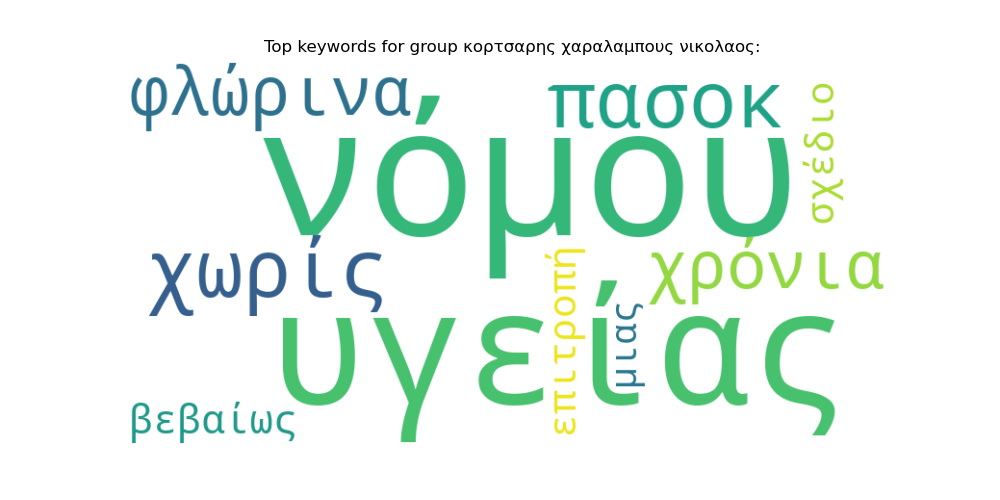 Top keywords for group κορτσαρης χαραλαμπους νικολαος:
φλώρινα
πασοκ
σχέδιο
νόμου
χωρίς
επιτροπή
χρόνια
μιας
υγείας
βεβαίως